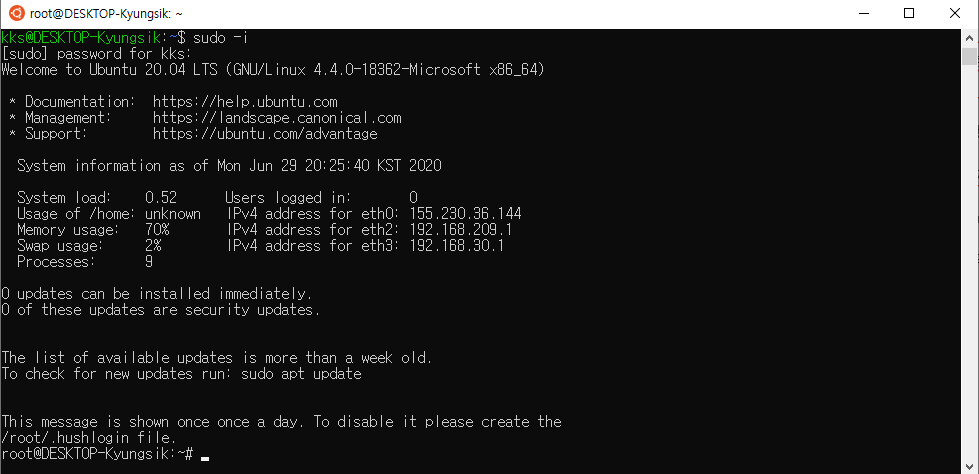 root@DESKTOP-Kyungsik: ~
kks@DESKTOP-Kyungsik:~$ sudo -i
[sudo] password for kks:
Welcome to Ubuntu 20.04 LTS (GNU/Linux 4.4.0-18362-Microsoft x86_64)
* Documentation: https://help.ubuntu.com
* Management: https://landscape.canonical.com
* Support: https://ubuntu.com/advantage
System information as of Mon Jun 29 20:25:40 KST 2020
System load: 0.52 Users logged in: 0
Usage of /home: unknown IPv4 address for eth0: 155.230.36.144
Memory usage: 70% IPv4 address for eth2: 192.168.209.1
Swap usage: 2% IPv4 address for eth3: 192.168.30.1
Processes: 9
0 updates can be installed immediately.
0 of these updates are security updates.
The list of available updates is more than a week old.
To check for new updates run: sudo apt update
This message is shown once once a day. To disable it please create the
/root/.hushlogin file.
root@DESKTOP-Kyungsik:~# _